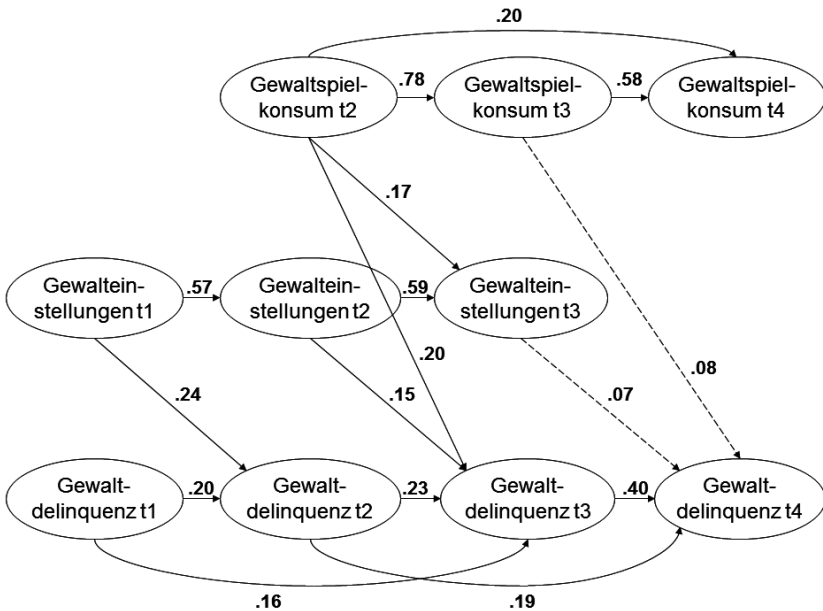 .20
Gewaltspiel-
konsum t2
.78
Gewaltspiel-
konsum t3
.58
Gewaltspiel-
konsum t4
.17
Gewaltein-
stellungen t1
.57
Gewaltein-
stellungen t2
.59
Gewaltein-
stellungen t3
.20
.08
.24
.15
.07
Gewalt-
delinquenz t1
.20
Gewalt-
delinquenz t2
.23
Gewalt-
delinquenz t3
.40
Gewalt-
delinquenz t4
.16
.19